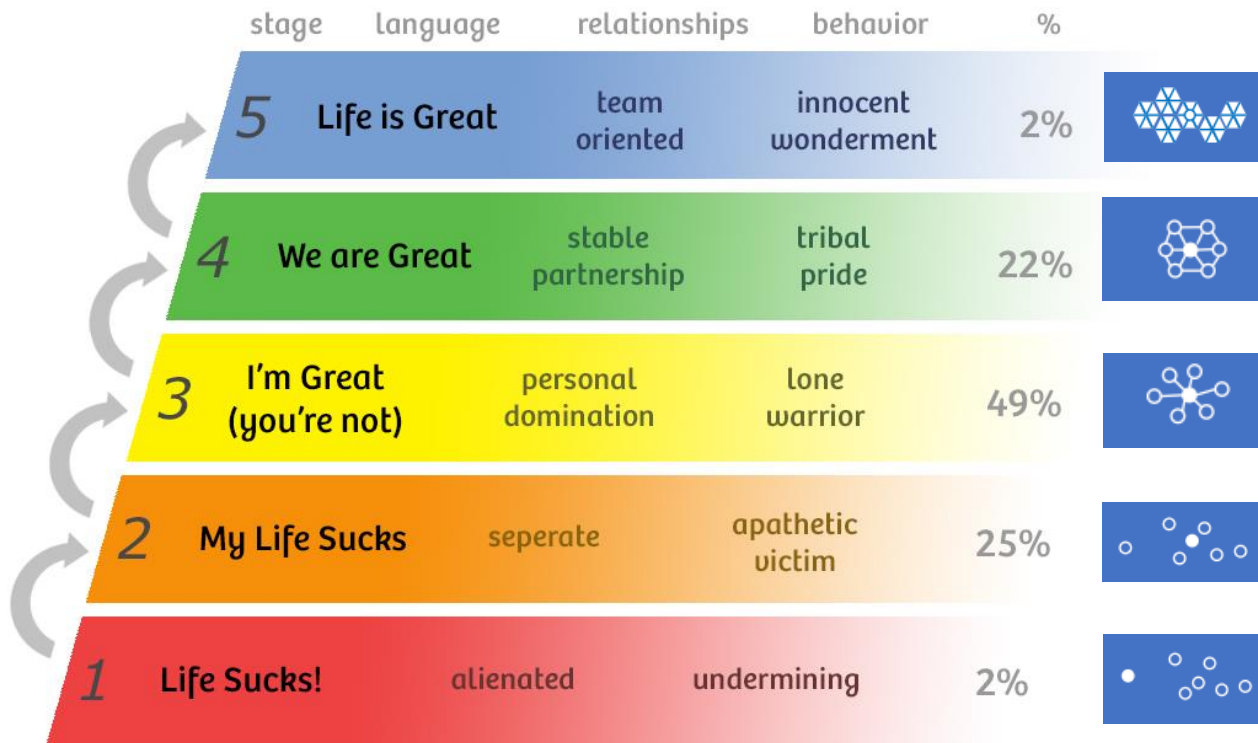 stage language relationships behavior %
5 Life is Great team oriented innocent wonderment 2%
4 We are Great stable partnership tribal pride 22%
3 I'm Great (you're not) personal domination lone warrior 49%
2 My Life Sucks seperate apathetic victim 25%
1 Life Sucks! alienated undermining 2%